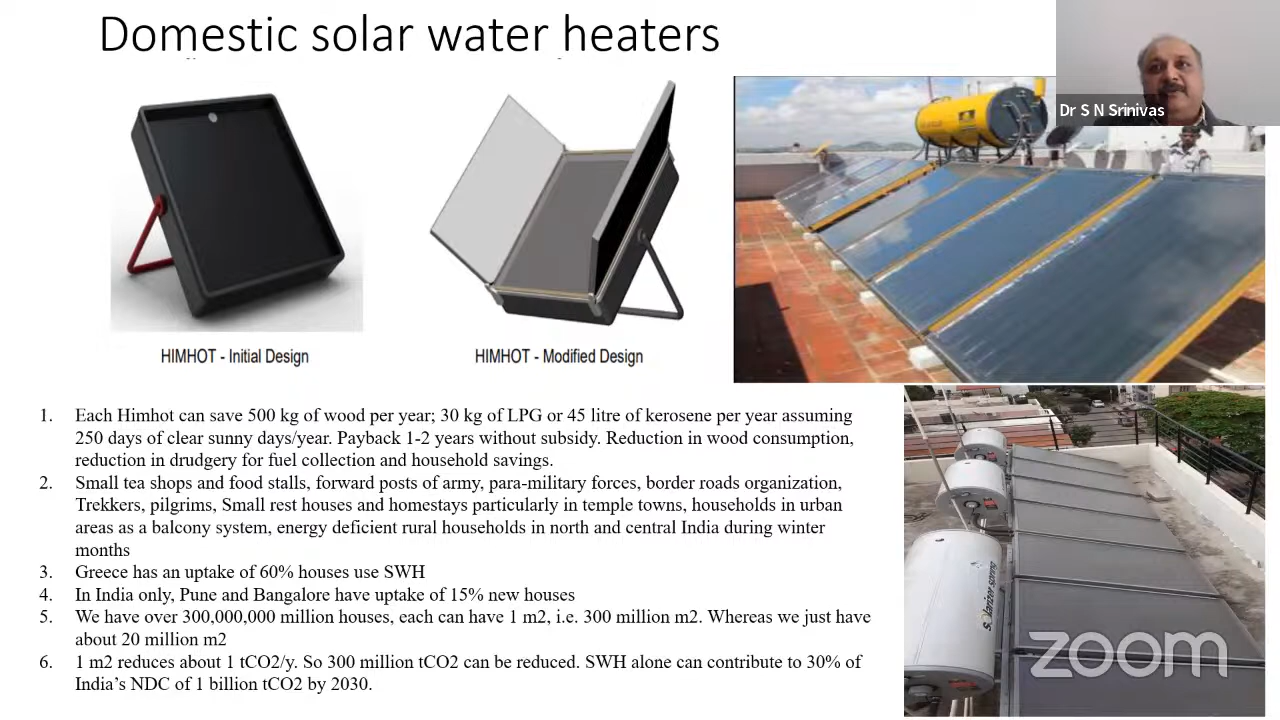 Domestic solar water heaters
Dr S N Srinivas
HIMHOT - Initial Design
HIMHOT - Modified Design
1. Each Himhot can save 500 kg of wood per year; 30 kg of LPG or 45 litre of kerosene per year assuming
250 days of clear sunny days/year. Payback 1-2 years without subsidy. Reduction in wood consumption,
reduction in drudgery for fuel collection and household savings.
2. Small tea shops and food stalls, forward posts of army, para-military forces, border roads organization,
Trekkers, pilgrims, Small rest houses and homestays particularly in temple towns, households in urban
areas as a balcony system, energy deficient rural households in north and central India during winter
months
3. Greece has an uptake of 60% houses use SWH
4. In India only, Pune and Bangalore have uptake of 15% new houses
5. We have over 300,000,000 million houses, each can have 1 m2, i.e. 300 million m2. Whereas we just have
about 20 million m2
6. 1 m2 reduces about 1 tCO2/y. So 300 million tCO2 can be reduced. SWH alone can contribute to 30% of
India's NDC of 1 billion tCO2 by 2030.
zoom